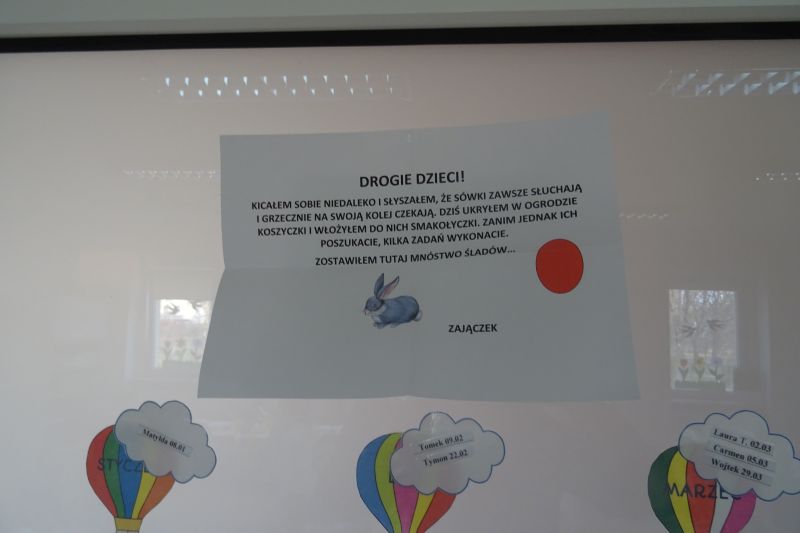 DROGIE DZIECI!
KICAŁEM SOBIE NIEDALEKO I SŁYSZAŁEM, ŻE SÓWKI ZAWSZE SŁUCHAJĄ
I GRZECZNIE NA SWOJĄ KOLEJ CZEKAJĄ. DZIŚ UKRYŁEM W OGRODZIE
KOSZYCZKI I WŁOŻYŁEM DO NICH SMAKOŁYCZKI. ZANIM JEDNAK ICH
POSZUKACIE, KILKA ZADAŃ WYKONACIE.
ZOSTAWIŁEM TUTAJ MNÓSTWO ŚLADÓW...
ZAJĄCZEK
Matylda 08.01
Tomek 09.02
Tymon 22.02
Laura T. 02.03
Carmen 05.03
Wojtek 29.03
MARZEC